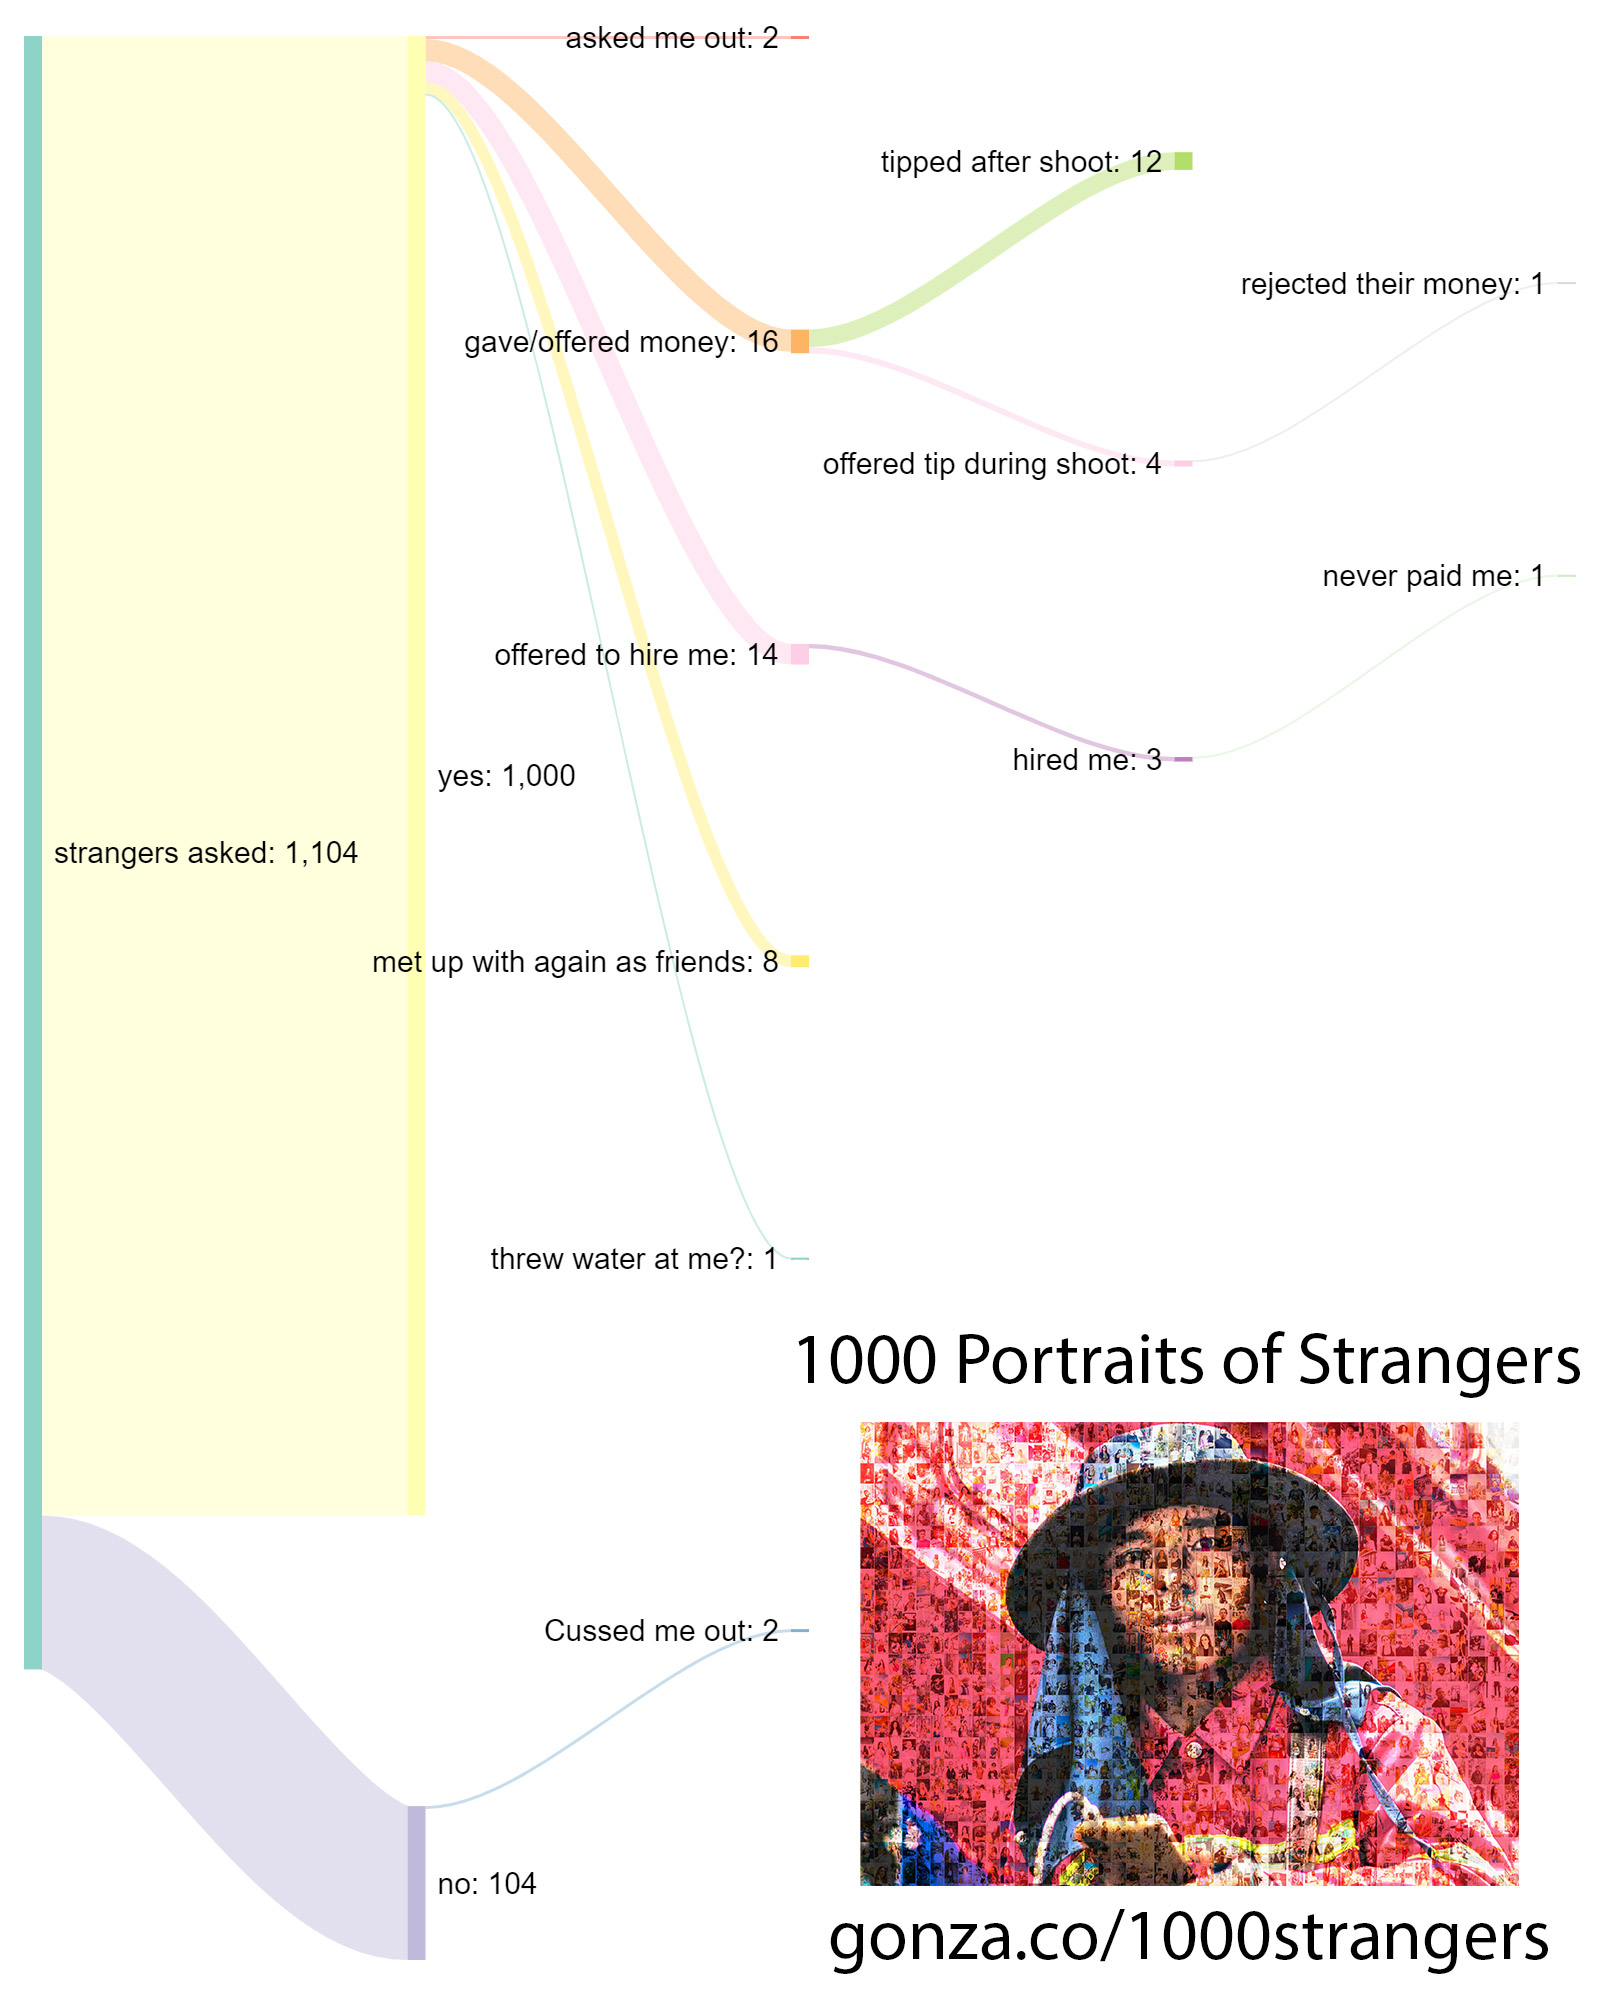 asked me out: 2
tipped after shoot: 12
rejected their money: 1
gave/offered money: 16
offered tip during shoot: 4
never paid me: 1
offered to hire me: 14
hired me: 3
yes: 1,000
strangers asked: 1,104
met up with again as friends: 8
threw water at me?: 1
1000 Portraits of Strangers
Cussed me out: 2
no: 104
gonza.co/1000strangers